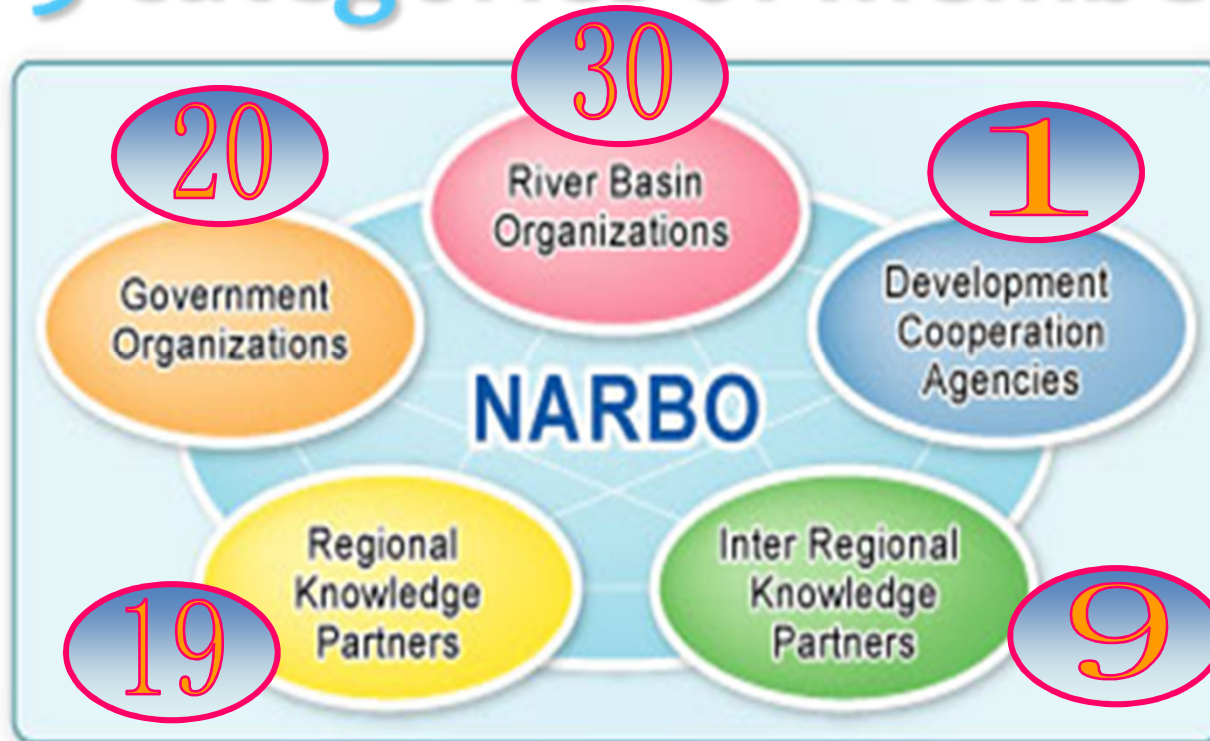 30
20
1
River Basin
Organizations
Government
Organizations
Development
Cooperation
Agencies
NARBO
Regional
Knowledge
Partners
Inter Regional
Knowledge
Partners
19
9